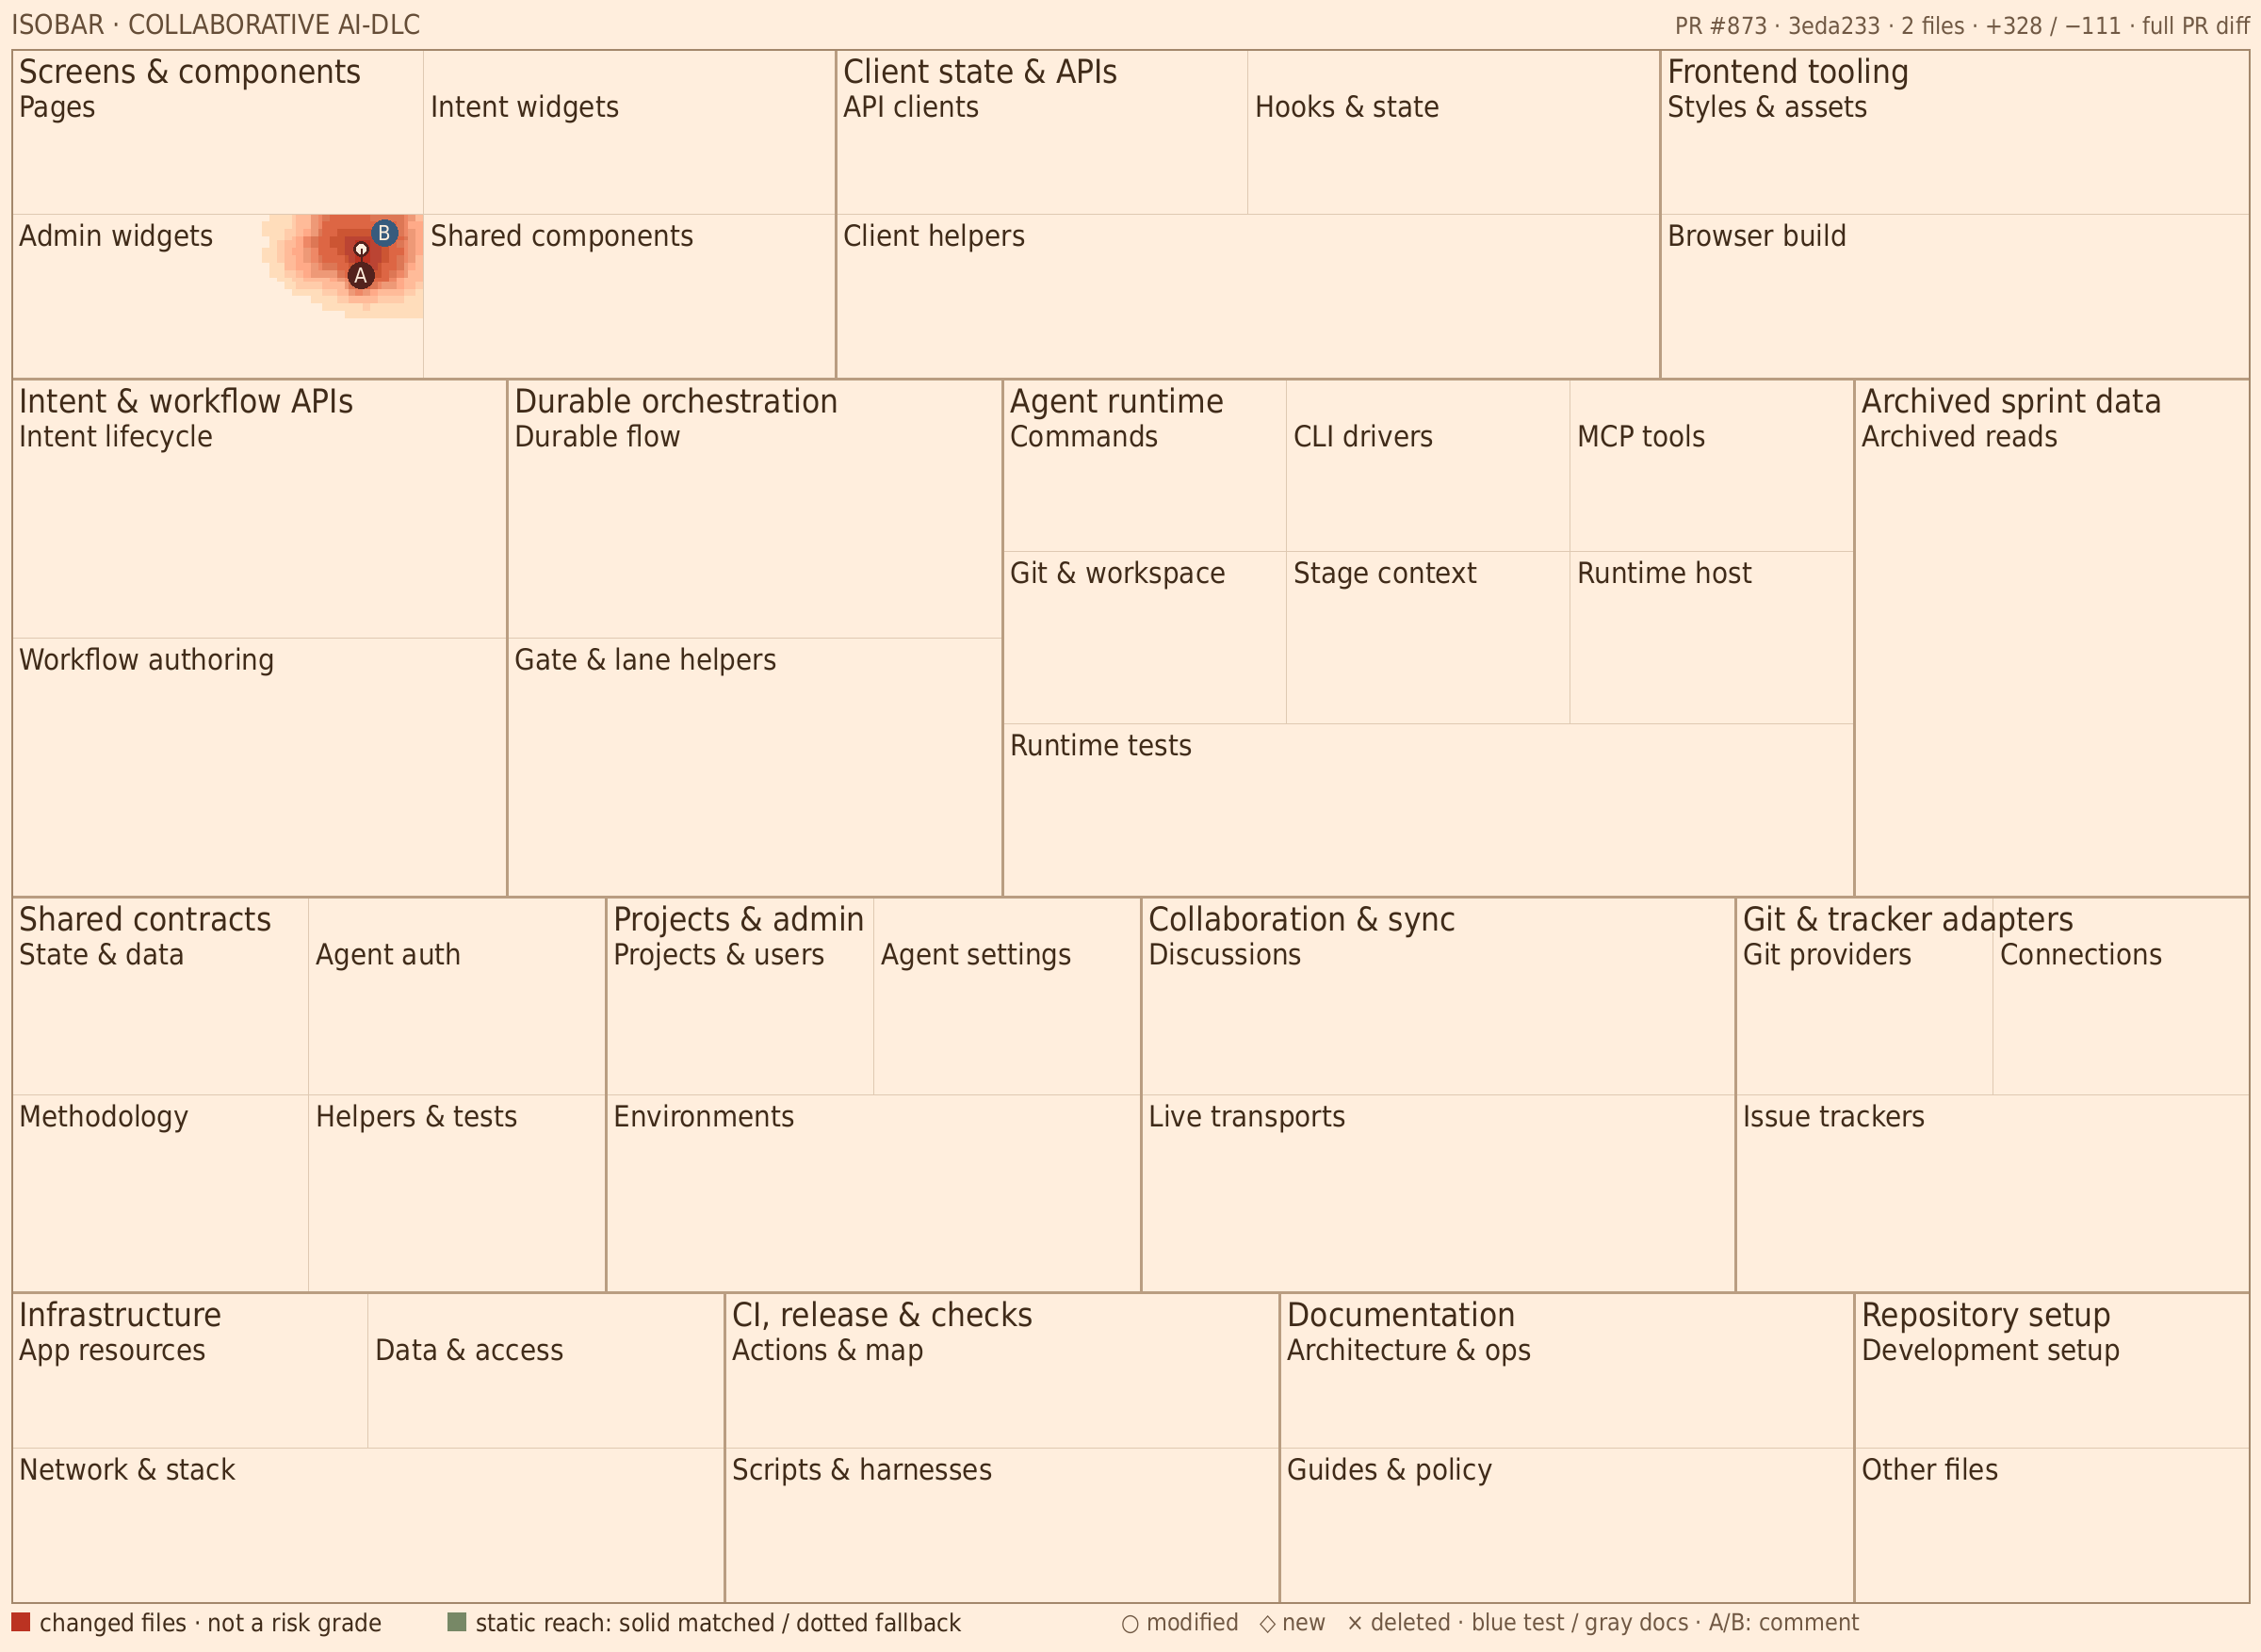 ISOBAR · COLLABORATIVE AI-DLC
PR #873 · 3eda233 · 2 files · +328 / −111 · full PR diff
Screens & components
Client state & APIs
Frontend tooling
Pages
Intent widgets
API clients
Hooks & state
Styles & assets
Admin widgets
B
A
Shared components
Client helpers
Browser build
Intent & workflow APIs
Durable orchestration
Agent runtime
Archived sprint data
Intent lifecycle
Durable flow
Commands
CLI drivers
MCP tools
Archived reads
Git & workspace
Stage context
Runtime host
Workflow authoring
Gate & lane helpers
Runtime tests
Shared contracts
Projects & admin
Collaboration & sync
Git & tracker adapters
State & data
Agent auth
Projects & users
Agent settings
Discussions
Git providers
Connections
Methodology
Helpers & tests
Environments
Live transports
Issue trackers
Infrastructure
CI, release & checks
Documentation
Repository setup
App resources
Data & access
Actions & map
Architecture & ops
Development setup
Network & stack
Scripts & harnesses
Guides & policy
Other files
changed files · not a risk grade
static reach: solid matched / dotted fallback
○ modified ◇ new × deleted · blue test / gray docs · A/B: comment